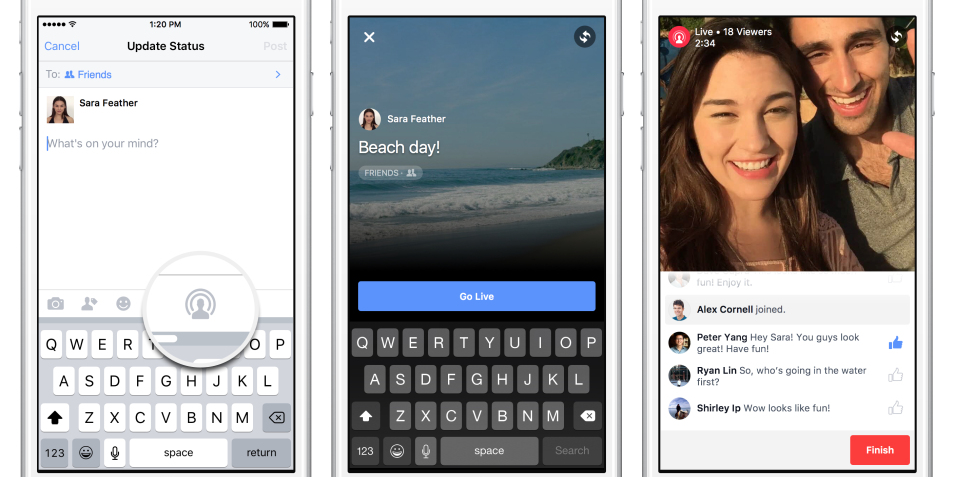 1:20 PM
100%
Cancel
Update Status
Post
To: Friends
Sara Feather
What's on your mind?
Q W E R T O P
A S D F G H J K L
Z X C V B N M
123
space
return
Sara Feather
Beach day!
FRIENDS ·
Go Live
Q W E R T Y U I O P
A S D F G H J K L
Z X C V B N M
123
space
Search
Live • 18 Viewers
2:34
fun! Enjoy it.
Alex Cornell joined.
Peter Yang Hey Sara! You guys look
great! Have fun!
Ryan Lin So, who's going in the water
first?
Shirley Ip Wow looks like fun!
Finish